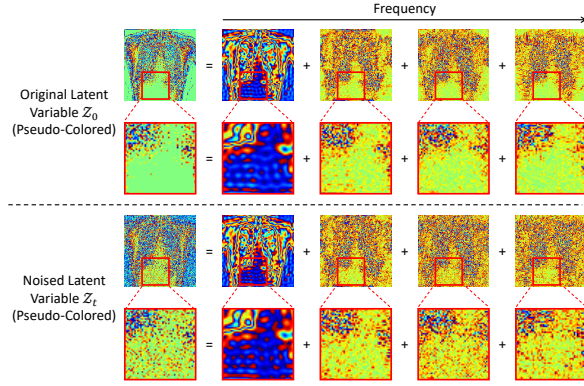 Frequency
= + + +
Original Latent
Variable Z₀
(Pseudo-Colored)
= + + +
= + + +
Noised Latent
Variable Zₜ
(Pseudo-Colored)
= + + +